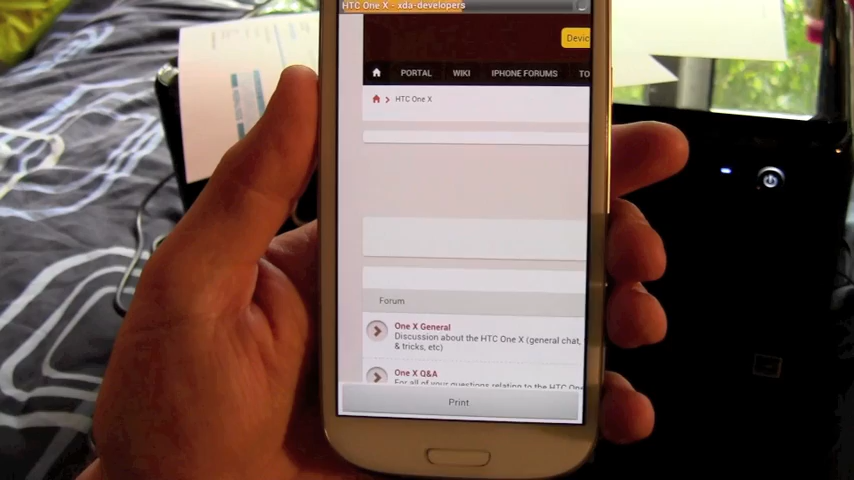 HTC One X - xda-developers
Devic
PORTAL WIKI IPHONE FORUMS TO
HTC One X
Forum
One X General
Discussion about the HTC One X (general chat,
& tricks, etc)
One X Q&A
For all of your questions relating to the HTC One
Print